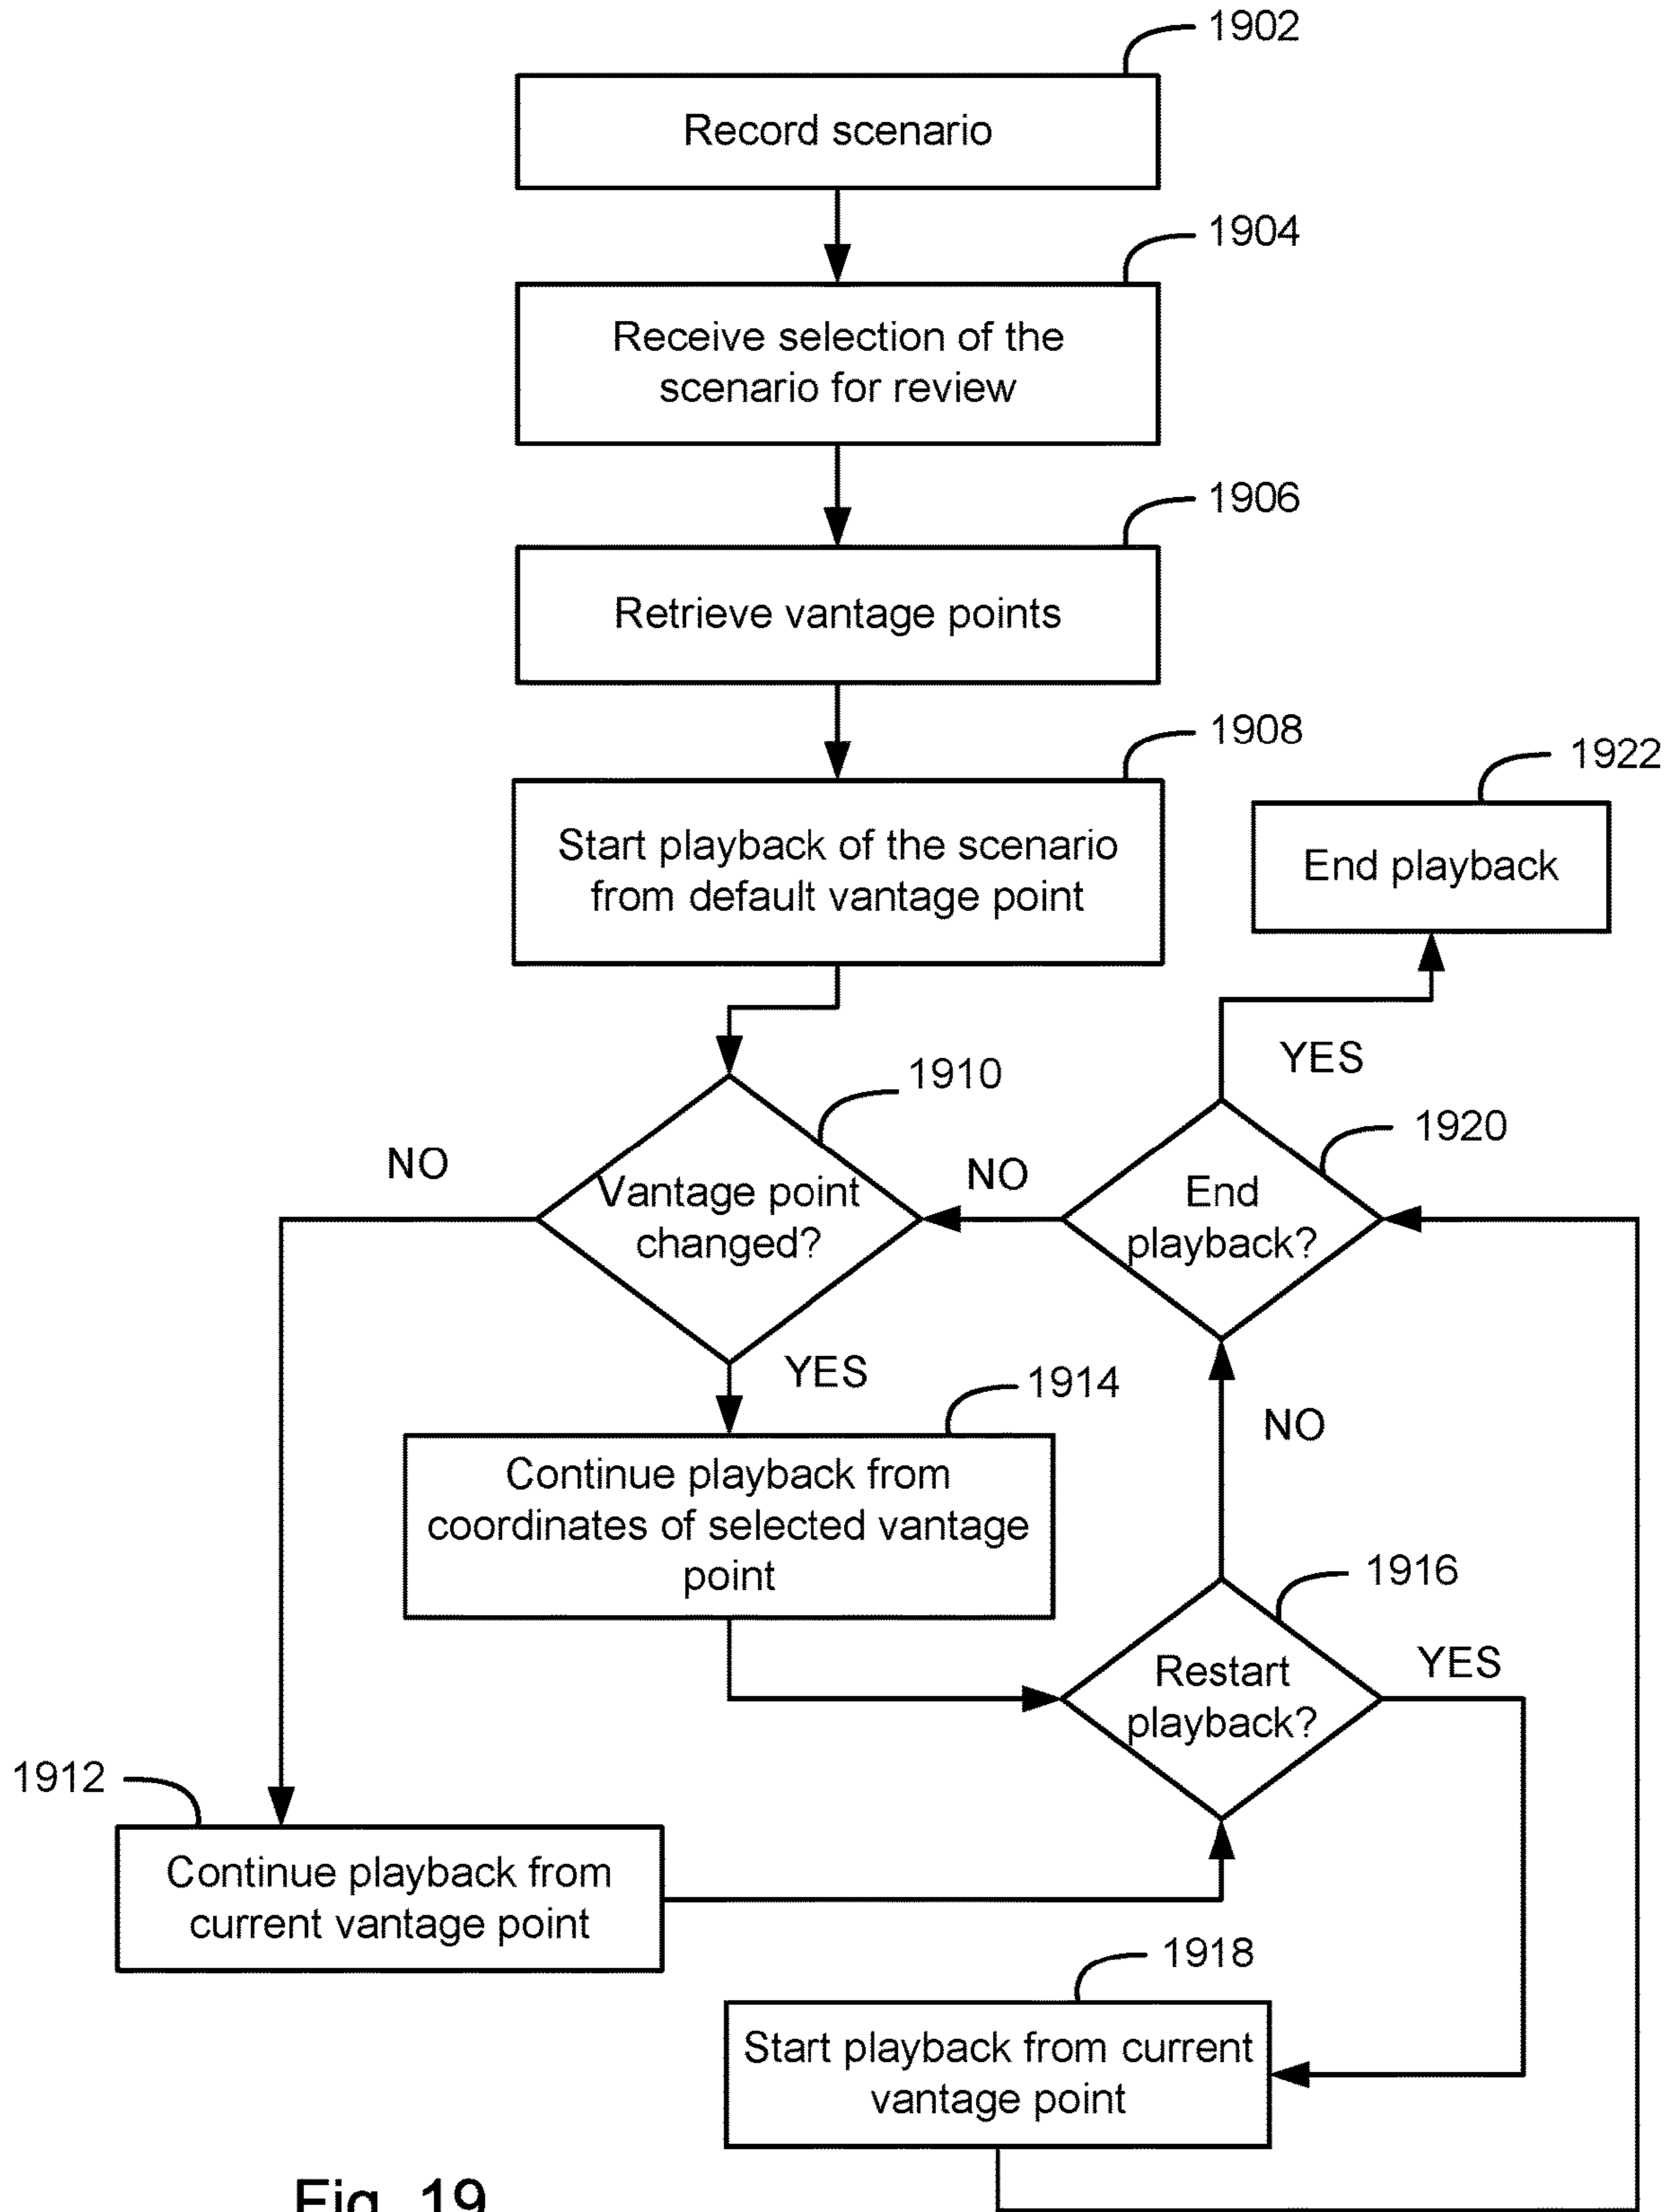 1902
Record scenario
1904
Receive selection of the
scenario for review
1906
Retrieve vantage points
1908
Start playback of the scenario
from default vantage point
1922
End playback
YES
1910
Vantage point
changed?
NO
1920
End
playback?
NO
YES
1914
Continue playback from
coordinates of selected vantage
point
NO
1916
Restart
playback?
YES
1912
Continue playback from
current vantage point
1918
Start playback from current
vantage point
Fig. 19